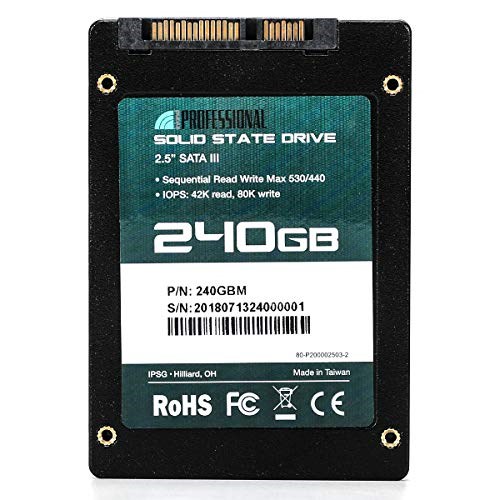 PROFESSIONAL
SOLID STATE DRIVE
2.5" SATA III
• Sequential Read Write Max 530/440
• IOPS: 42K read, 80K write
240GB
P/N: 240GBM
S/N:2018071324000001
80-P200002503-2
IPSG • Hilliard, OH
Made in Taiwan
RoHS FC CE